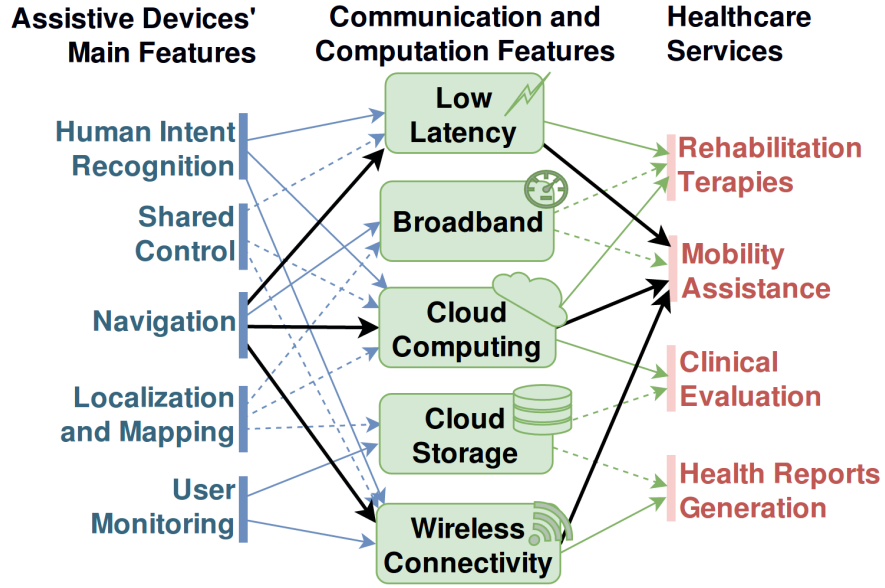 Assistive Devices'
Main Features
Communication and
Computation Features
Healthcare
Services
Human Intent
Recognition
Shared
Control
Navigation
Localization
and Mapping
User
Monitoring
Low
Latency
Broadband
Cloud
Computing
Cloud
Storage
Wireless
Connectivity
Rehabilitation
Terapies
Mobility
Assistance
Clinical
Evaluation
Health Reports
Generation